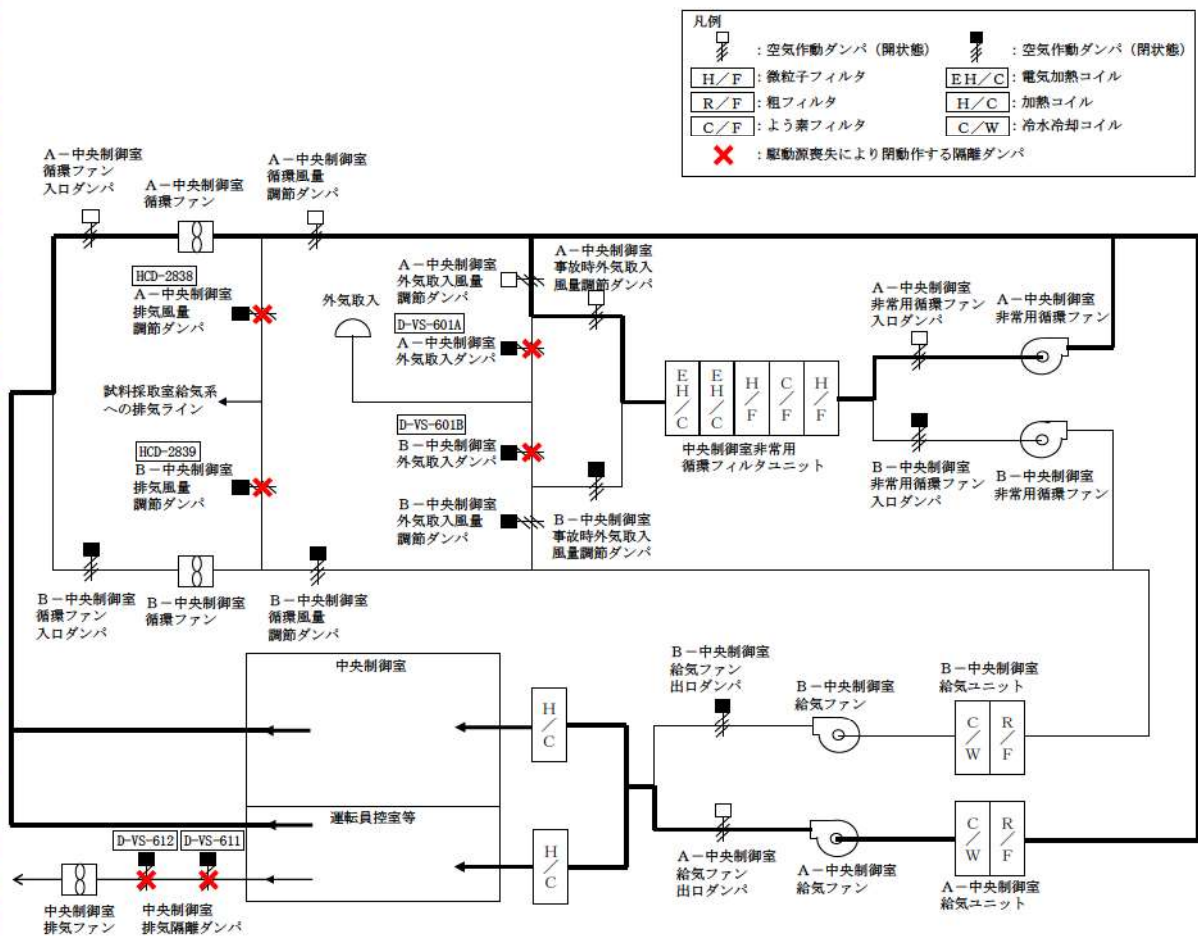 凡例
:空気作動ダンパ(開状態)
:空気作動ダンパ(閉状態)
H/F
:微粒子フィルタ
EH/C
:電気加熱コイル
R/F
:粗フィルタ
H/C
:加熱コイル
C/F
:よう素フィルタ
C/W
:冷水冷却コイル
:駆動源喪失により閉動作する隔離ダンパ
A-中央制御室
循環ファン
入口ダンパ
A-中央制御室
循環ファン
A-中央制御室
循環風量
調節ダンパ
HCD-2838
A-中央制御室
排気風量
調節ダンパ
外気取入
A-中央制御室
外気取入風量
調節ダンパ
A-中央制御室
事故時外気取入
風量調節ダンパ
D-VS-601A
A-中央制御室
外気取入ダンパ
A-中央制御室
非常用循環ファン
入口ダンパ
A-中央制御室
非常用循環ファン
試料採取室給気系
への排気ライン
EH/C
EH/C
H/F
C/F
H/F
中央制御室非常用
循環フィルタユニット
HCD-2839
B-中央制御室
排気風量
調節ダンパ
D-VS-601B
B-中央制御室
外気取入ダンパ
B-中央制御室
外気取入風量
調節ダンパ
B-中央制御室
事故時外気取入
風量調節ダンパ
B-中央制御室
非常用循環ファン
入口ダンパ
B-中央制御室
非常用循環ファン
B-中央制御室
循環ファン
入口ダンパ
B-中央制御室
循環ファン
B-中央制御室
循環風量
調節ダンパ
中央制御室
H/C
B-中央制御室
給気ファン
出口ダンパ
B-中央制御室
給気ファン
B-中央制御室
給気ユニット
C/W
R/F
運転員控室等
H/C
D-VS-612
D-VS-611
中央制御室
排気ファン
中央制御室
排気隔離ダンパ
A-中央制御室
給気ファン
出口ダンパ
A-中央制御室
給気ファン
C/W
R/F
A-中央制御室
給気ユニット